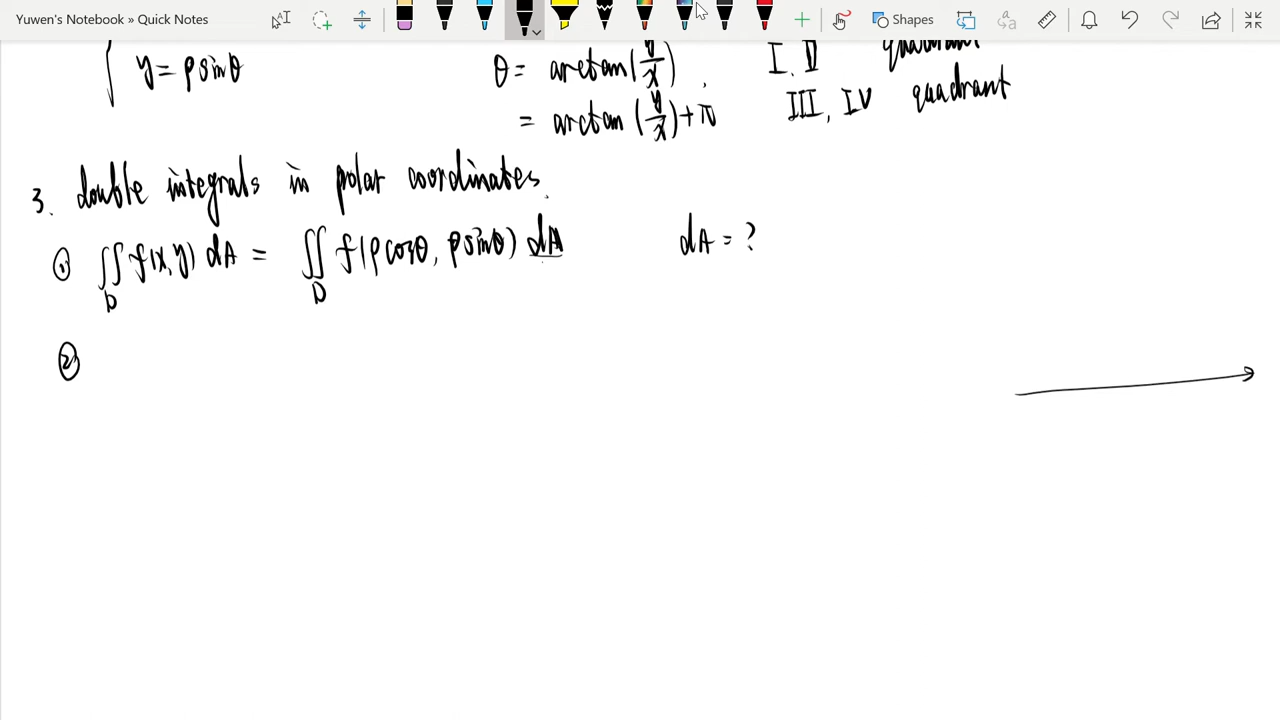 Yuwen's Notebook » Quick Notes
Shapes
y = ρ sinθ
θ = arctan(y/x), I, II quadrant
= arctan(y/x) + π III, IV quadrant
3. double integrals in polar coordinates.
① ∬_D f(x,y) dA = ∬_D f(ρcosθ, ρsinθ) dA dA = ?
②